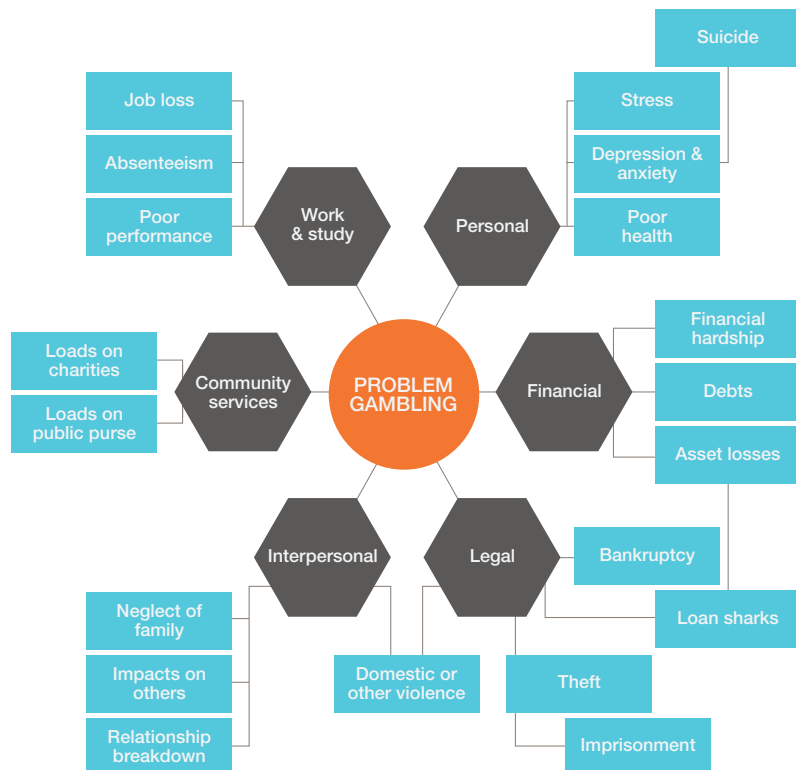 Suicide
Job loss
Stress
Absenteeism
Depression &
anxiety
Poor
performance
Work
& study
Personal
Poor
health
Financial
hardship
Loads on
charities
Community
services
PROBLEM
GAMBLING
Financial
Debts
Loads on
public purse
Asset losses
Interpersonal
Legal
Bankruptcy
Neglect of
family
Loan sharks
Impacts on
others
Domestic or
other violence
Theft
Relationship
breakdown
Imprisonment